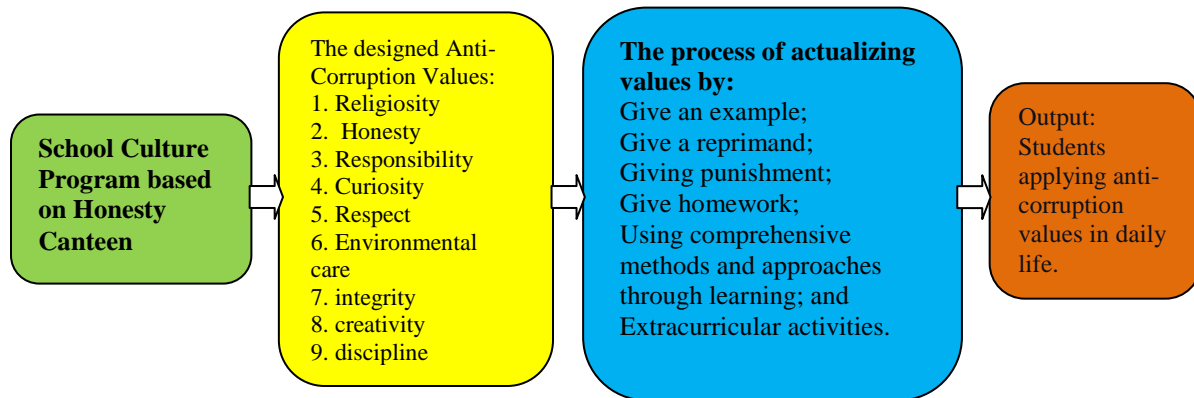 School Culture
Program based
on Honesty
Canteen
The designed Anti-
Corruption Values:
1. Religiosity
2. Honesty
3. Responsibility
4. Curiosity
5. Respect
6. Environmental
care
7. integrity
8. creativity
9. discipline
The process of actualizing
values by:
Give an example;
Give a reprimand;
Giving punishment;
Give homework;
Using comprehensive
methods and approaches
through learning; and
Extracurricular activities.
Output:
Students
applying anti-
corruption
values in daily
life.